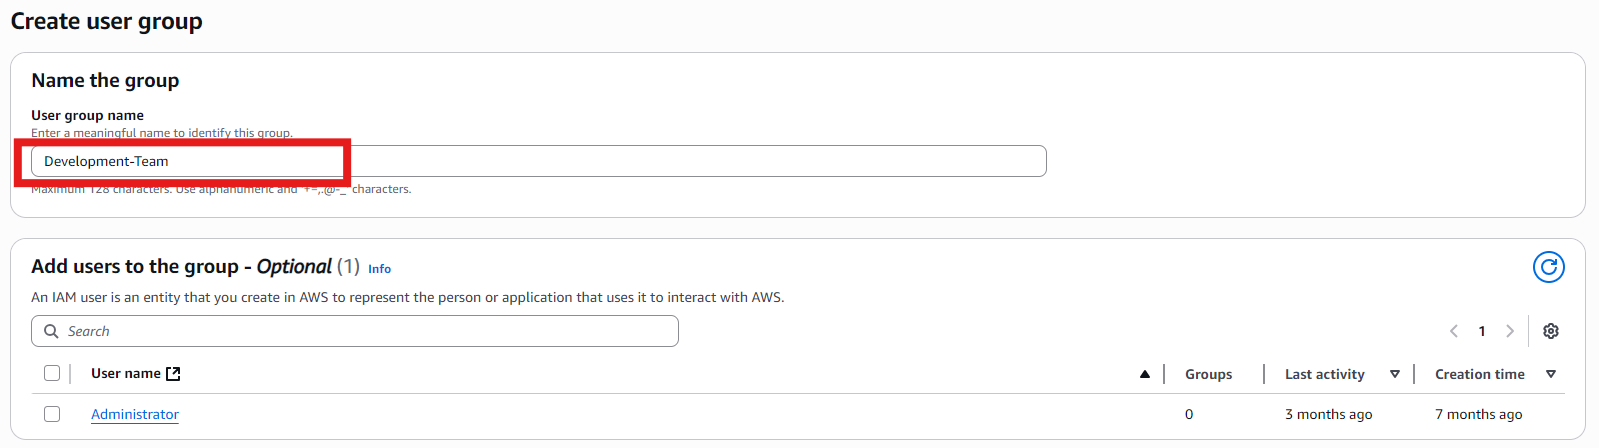 Create user group
Name the group
User group name
Enter a meaningful name to identify this group.
Development-Team
Maximum 128 characters. Use alphanumeric and '+=,.@-_' characters.
Add users to the group - Optional (1) Info
An IAM user is an entity that you create in AWS to represent the person or application that uses it to interact with AWS.
Search
1
User name Groups Last activity Creation time
Administrator 0 3 months ago 7 months ago